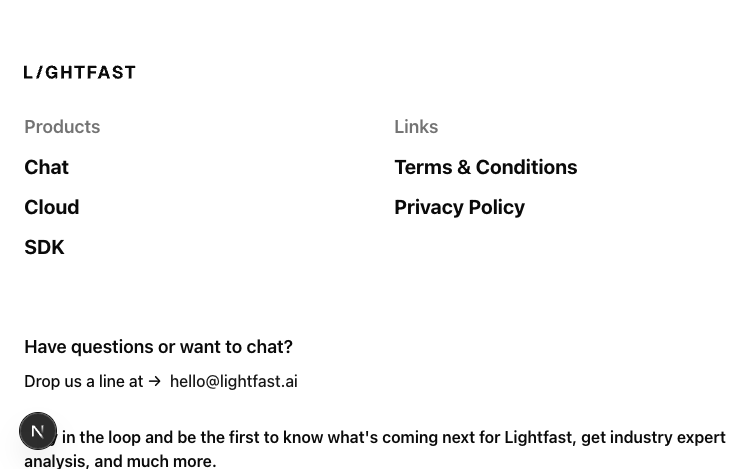 L/GHTFAST
Products
Links
Chat
Terms & Conditions
Cloud
Privacy Policy
SDK
Have questions or want to chat?
Drop us a line at → hello@lightfast.ai
N
in the loop and be the first to know what's coming next for Lightfast, get industry expert
analysis, and much more.